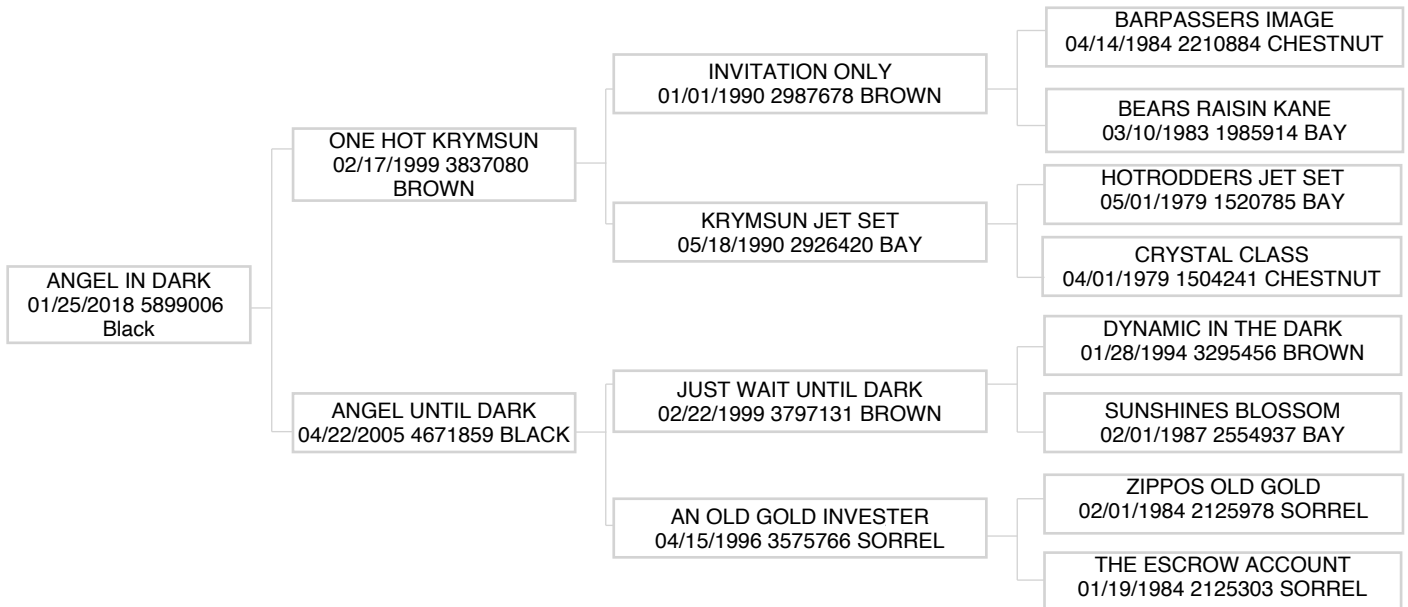 BARPASSERS IMAGE
04/14/1984 2210884 CHESTNUT
INVITATION ONLY
01/01/1990 2987678 BROWN
BEARS RAISIN KANE
03/10/1983 1985914 BAY
ONE HOT KRYMSUN
02/17/1999 3837080
BROWN
HOTRODDERS JET SET
05/01/1979 1520785 BAY
KRYMSUN JET SET
05/18/1990 2926420 BAY
CRYSTAL CLASS
04/01/1979 1504241 CHESTNUT
ANGEL IN DARK
01/25/2018 5899006
Black
DYNAMIC IN THE DARK
01/28/1994 3295456 BROWN
JUST WAIT UNTIL DARK
02/22/1999 3797131 BROWN
SUNSHINES BLOSSOM
02/01/1987 2554937 BAY
ANGEL UNTIL DARK
04/22/2005 4671859 BLACK
ZIPPOS OLD GOLD
02/01/1984 2125978 SORREL
AN OLD GOLD INVESTER
04/15/1996 3575766 SORREL
THE ESCROW ACCOUNT
01/19/1984 2125303 SORREL